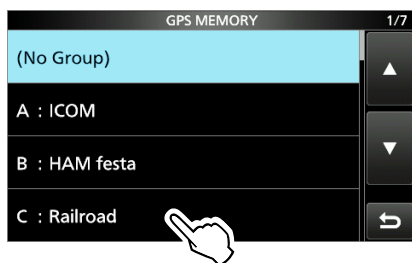 GPS MEMORY 1/7
(No Group)
A : ICOM
B : HAM festa
C : Railroad